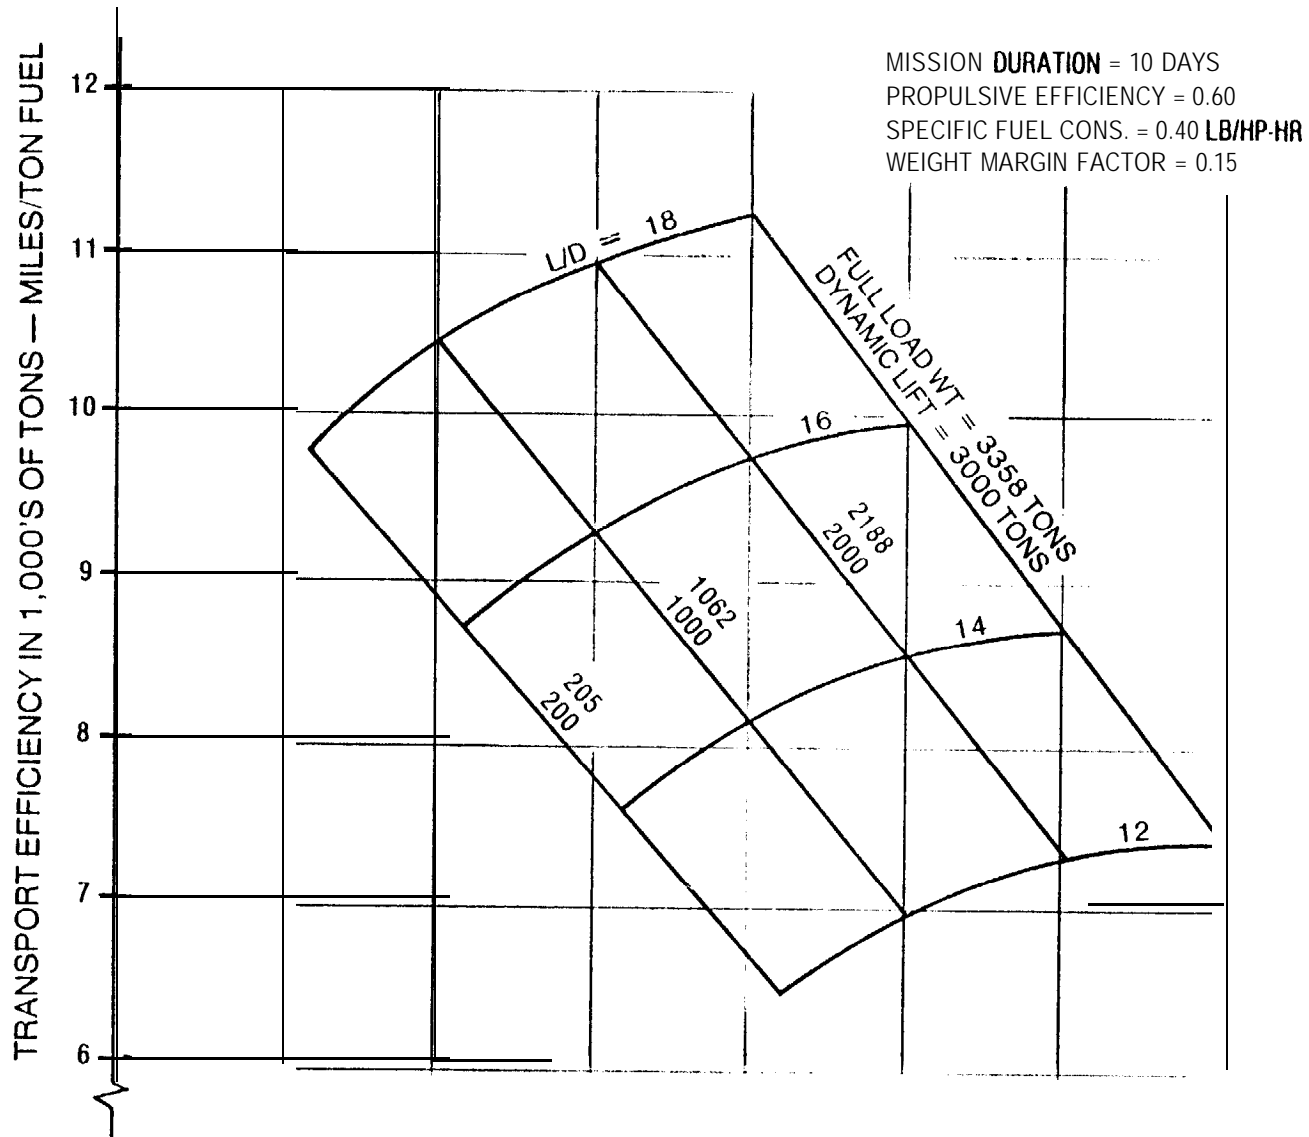 MISSION DURATION = 10 DAYS
PROPULSIVE EFFICIENCY = 0.60
SPECIFIC FUEL CONS. = 0.40 LB/HP-HR
WEIGHT MARGIN FACTOR = 0.15
TRANSPORT EFFICIENCY IN 1,000'S OF TONS — MILES/TON FUEL
12
11
10
9
8
7
6
L/D = 18
16
14
12
FULL LOAD WT = 3358 TONS
DYNAMIC LIFT = 3000 TONS
2188
2000
1062
1000
205
200